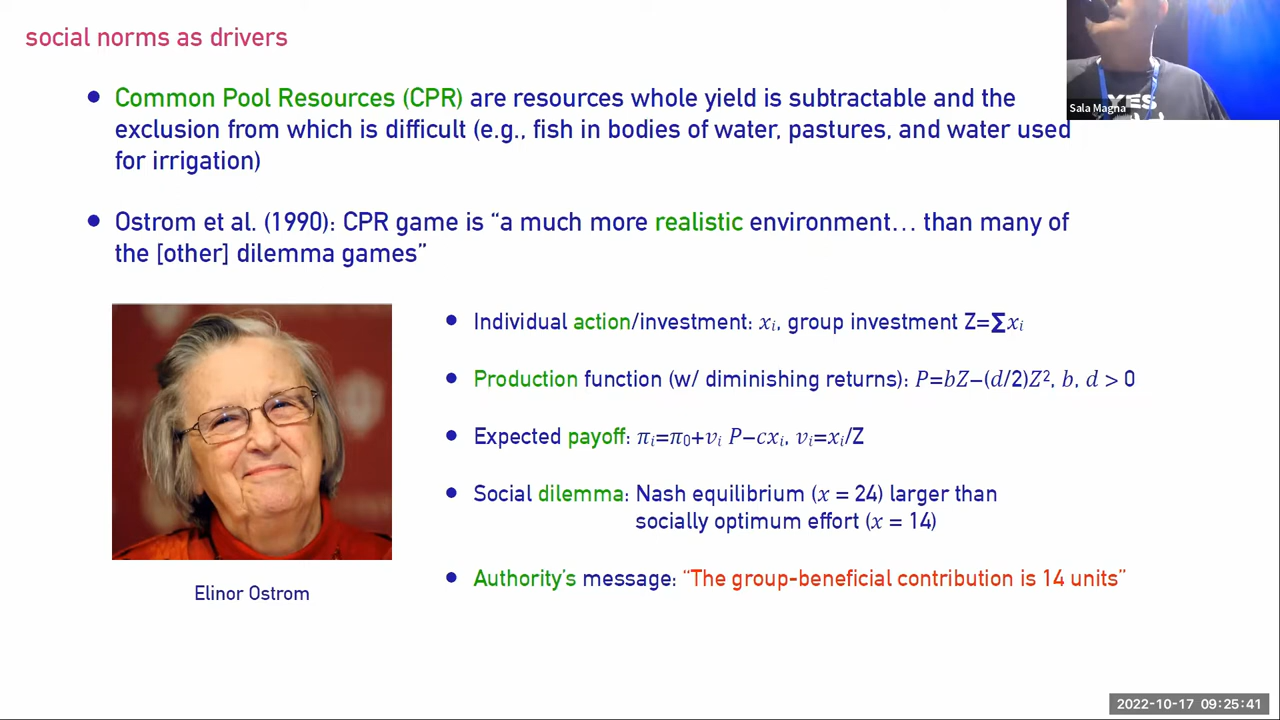 social norms as drivers
• Common Pool Resources (CPR) are resources whole yield is subtractable and the
exclusion from which is difficult (e.g., fish in bodies of water, pastures, and water used
for irrigation)
• Ostrom et al. (1990): CPR game is “a much more realistic environment… than many of
the [other] dilemma games”
• Individual action/investment: xᵢ, group investment Z=∑xᵢ
• Production function (w/ diminishing returns): P=bZ−(d/2)Z², b, d > 0
• Expected payoff: πᵢ=π₀+νᵢ P−cxᵢ, νᵢ=xᵢ/Z
• Social dilemma: Nash equilibrium (x = 24) larger than
socially optimum effort (x = 14)
• Authority’s message: “The group-beneficial contribution is 14 units”
Elinor Ostrom
YES
Sala Magna
2022-10-17 09:25:41